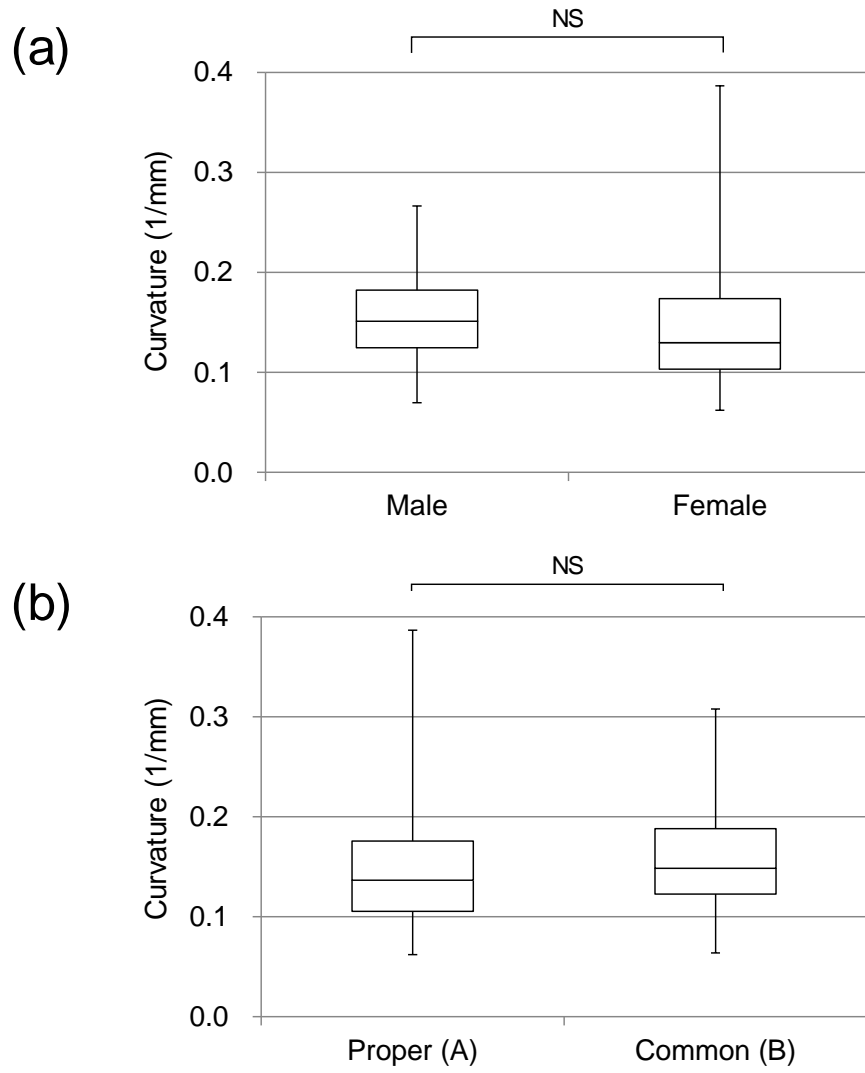 (a)
NS
Curvature (1/mm)
0.4
0.3
0.2
0.1
0.0
Male Female
(b)
NS
Curvature (1/mm)
0.4
0.3
0.2
0.1
0.0
Proper (A) Common (B)